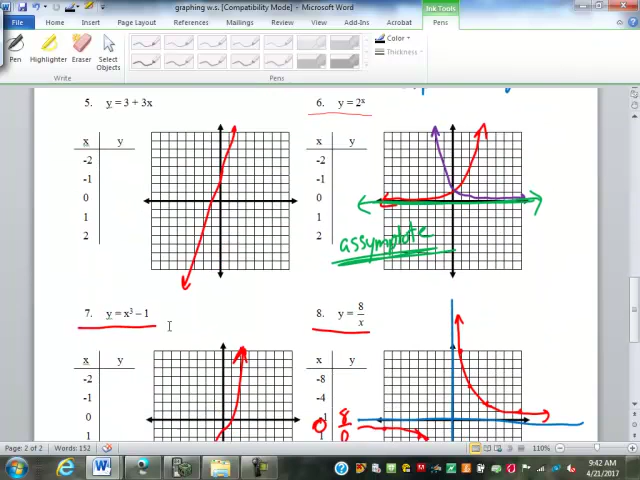 graphing w.s. [Compatibility Mode] - Microsoft Word
Ink Tools
File Home Insert Page Layout References Mailings Review View Add-Ins Acrobat Pens
Pen
Highlighter
Eraser
Select Objects
Write
Pens
Color
Thickness
5. y = 3 + 3x
6. y = 2ˣ
x y
-2
-1
0
1
2
x y
-2
-1
0
1
2
assymptote
7. y = x³ – 1
8. y = 8/x
x y
-2
-1
0
1
x y
-8
-4
-1
0 8/0
Page: 2 of 2 Words: 152 110%
9:42 AM
4/21/2017